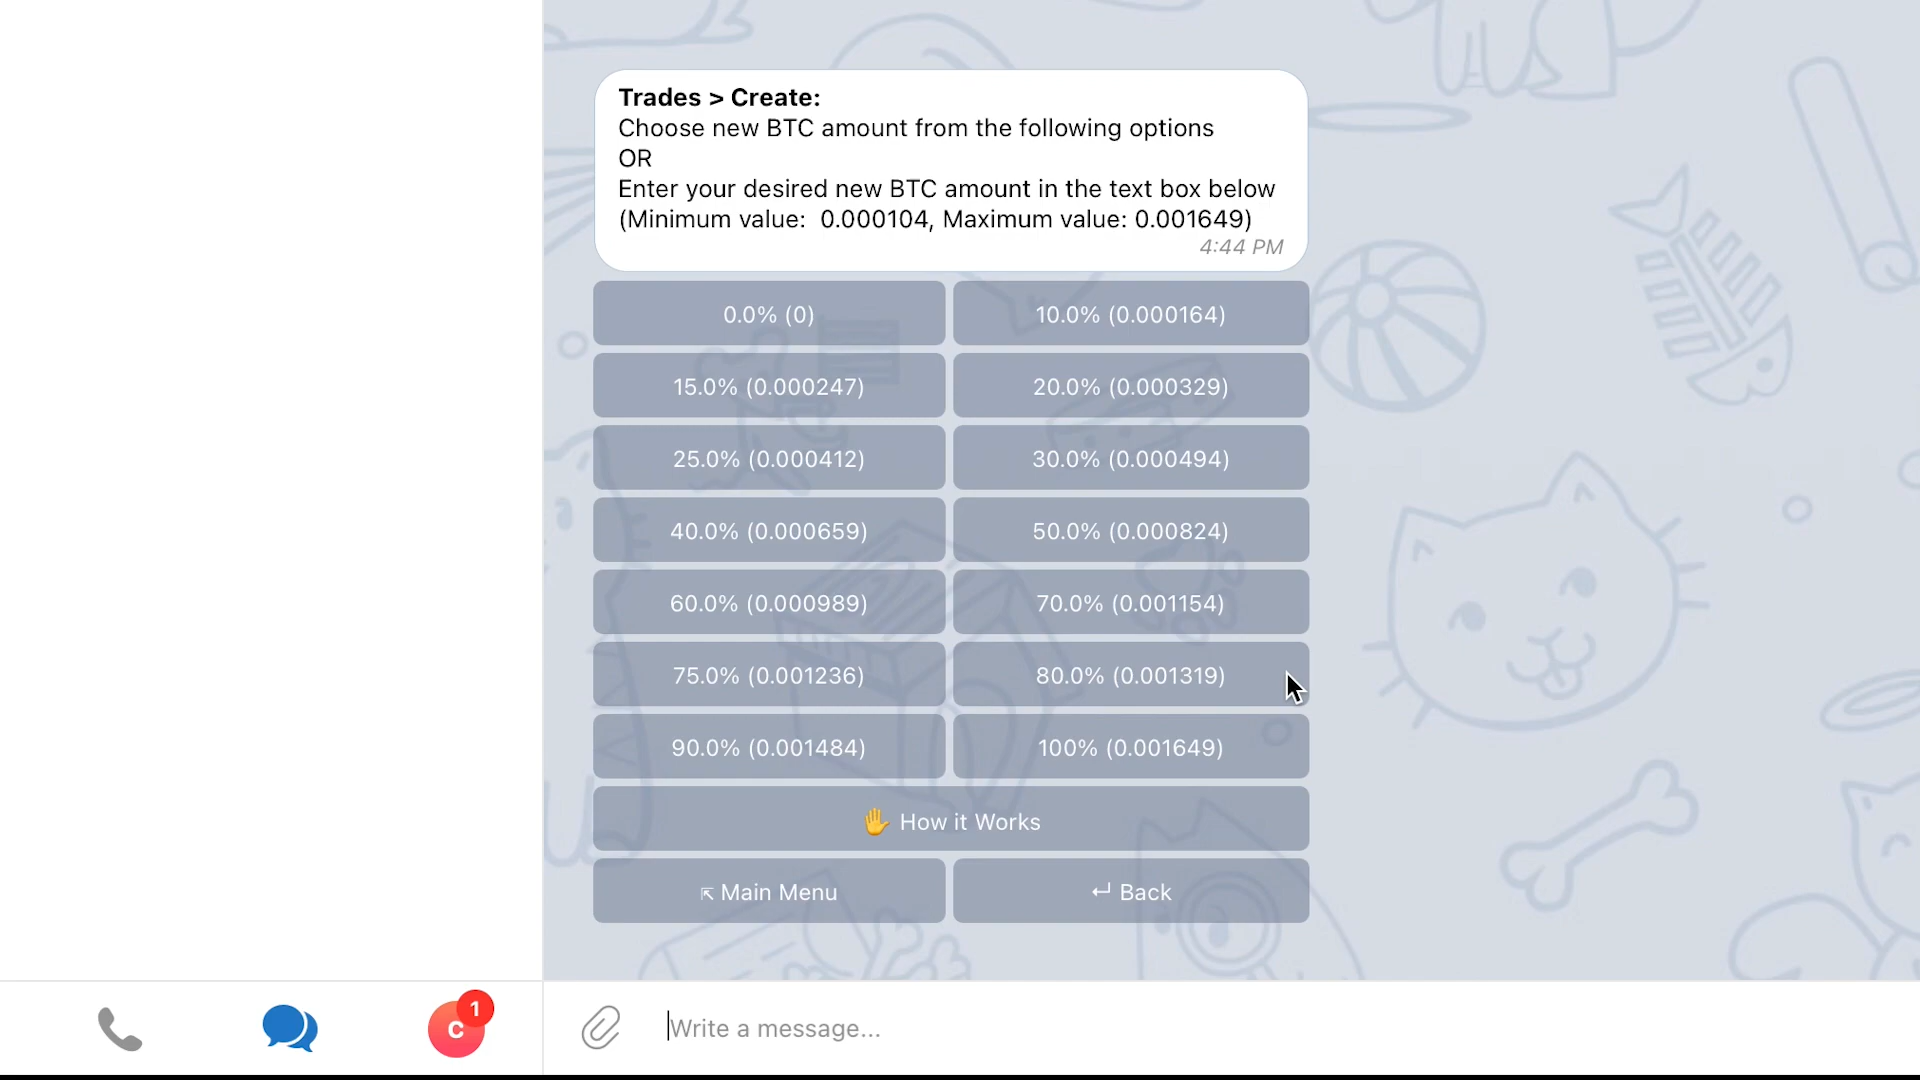 Trades > Create:
Choose new BTC amount from the following options
OR
Enter your desired new BTC amount in the text box below
(Minimum value:  0.000104, Maximum value: 0.001649)
4:44 PM
0.0% (0)
10.0% (0.000164)
15.0% (0.000247)
20.0% (0.000329)
25.0% (0.000412)
30.0% (0.000494)
40.0% (0.000659)
50.0% (0.000824)
60.0% (0.000989)
70.0% (0.001154)
75.0% (0.001236)
80.0% (0.001319)
90.0% (0.001484)
100% (0.001649)
✋ How it Works
⇱ Main Menu
↵ Back
C
1
Write a message...